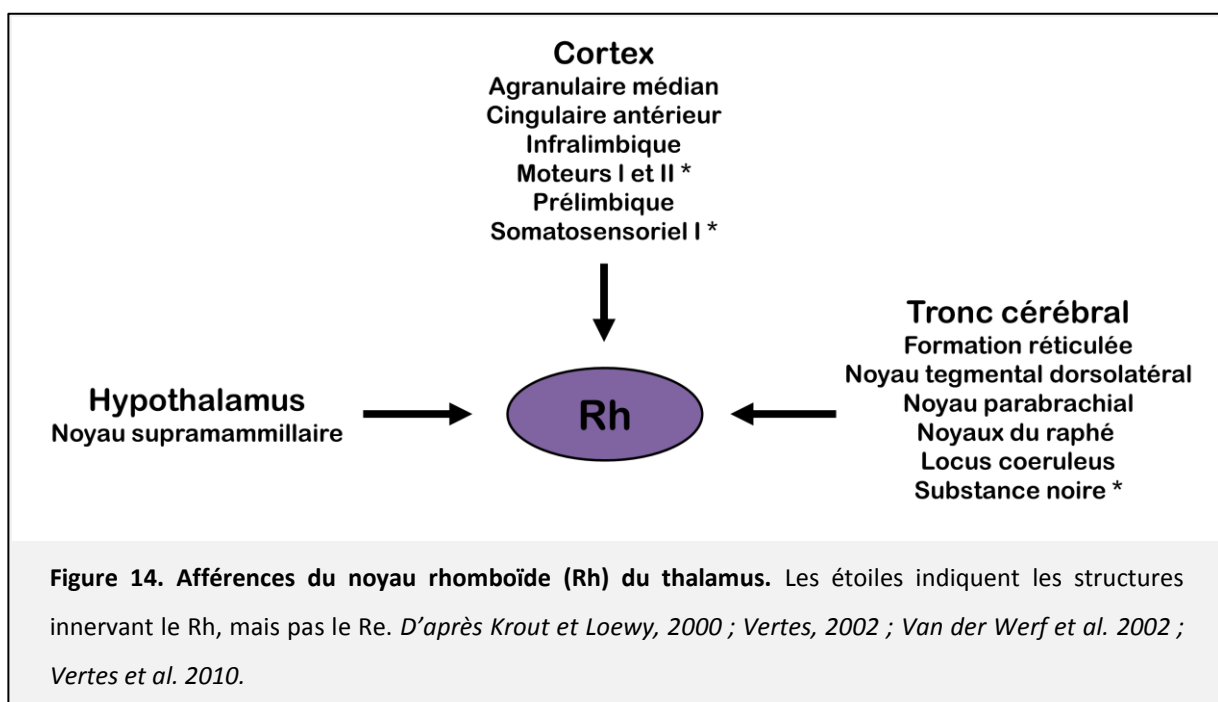 Cortex
Agranulaire médian
Cingulaire antérieur
Infralimbique
Moteurs I et II *
Prélimbique
Somatosensoriel I *
Hypothalamus
Noyau supramammillaire
Rh
Tronc cérébral
Formation réticulée
Noyau tegmental dorsolatéral
Noyau parabrachial
Noyaux du raphé
Locus coeruleus
Substance noire *
Figure 14. Afférences du noyau rhomboïde (Rh) du thalamus. Les étoiles indiquent les structures
innervant le Rh, mais pas le Re. D’après Krout et Loewy, 2000 ; Vertes, 2002 ; Van der Werf et al. 2002 ;
Vertes et al. 2010.